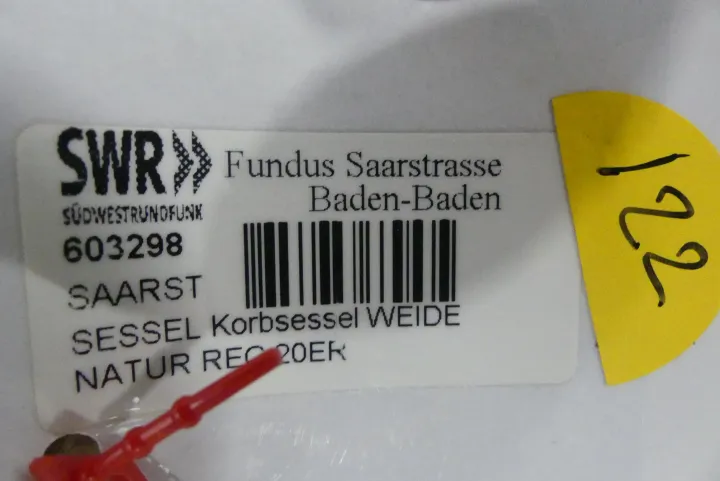 SWR Fundus Saarstrasse
SÜDWESTRUNDFUNK Baden-Baden
603298
SAARST
SESSEL Korbsessel WEIDE
NATUR 20ER
122